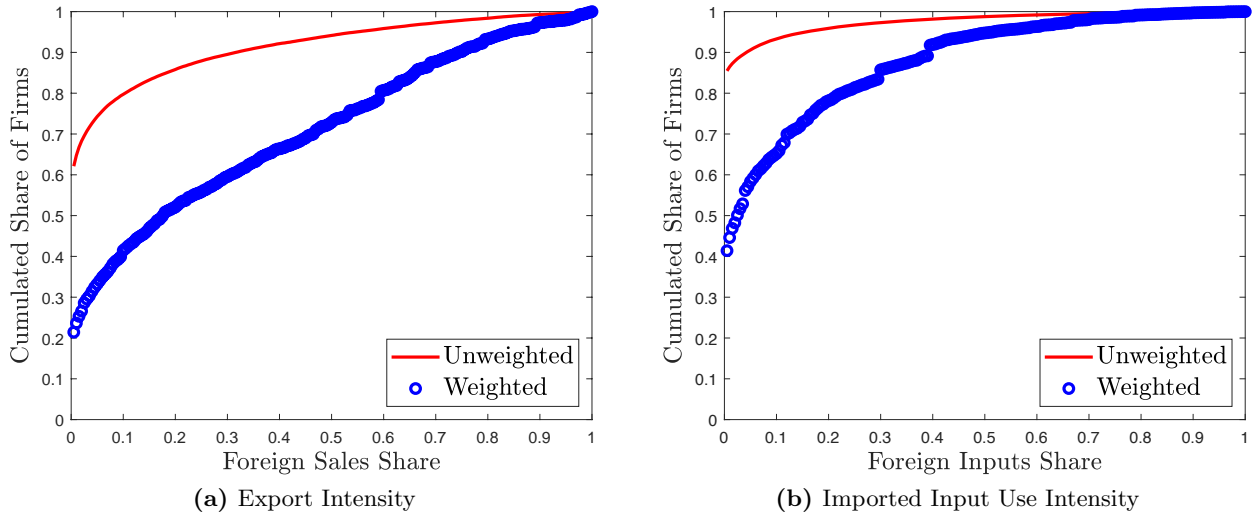 1
0.9
0.8
0.7
0.6
0.5
0.4
0.3
0.2
0.1
0
Cumulated Share of Firms
Unweighted
Weighted
0 0.1 0.2 0.3 0.4 0.5 0.6 0.7 0.8 0.9 1
Foreign Sales Share
(a) Export Intensity
1
0.9
0.8
0.7
0.6
0.5
0.4
0.3
0.2
0.1
0
Cumulated Share of Firms
Unweighted
Weighted
0 0.1 0.2 0.3 0.4 0.5 0.6 0.7 0.8 0.9 1
Foreign Inputs Share
(b) Imported Input Use Intensity